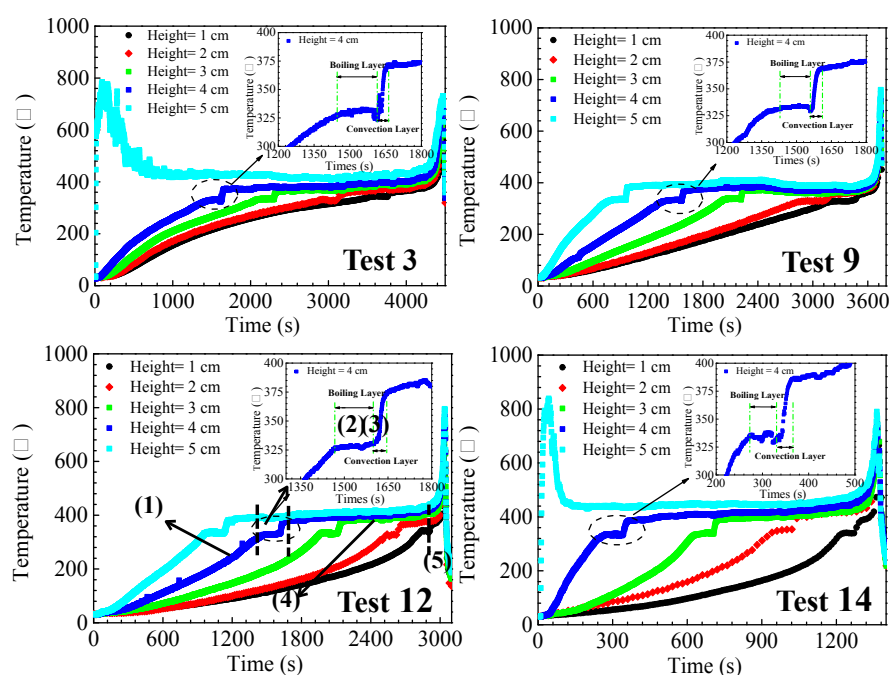 1000
800
600
400
200
0
Temperature (□)
0 1000 2000 3000 4000
Time (s)
Height= 1 cm
Height= 2 cm
Height= 3 cm
Height= 4 cm
Height= 5 cm
Test 3
400
375
350
325
300
Temperature (□)
1200 1350 1500 1650 1800
Times (s)
Height = 4 cm
Boiling Layer
Convection Layer
1000
800
600
400
200
0
Temperature (□)
0 600 1200 1800 2400 3000 3600
Time (s)
Height= 1 cm
Height= 2 cm
Height= 3 cm
Height= 4 cm
Height= 5 cm
Test 9
400
375
350
325
300
Temperature (□)
1200 1350 1500 1650 1800
Times (s)
Height = 4 cm
Boiling Layer
Convection Layer
1000
800
600
400
200
0
Temperature (□)
0 600 1200 1800 2400 3000
Time (s)
Height= 1 cm
Height= 2 cm
Height= 3 cm
Height= 4 cm
Height= 5 cm
(1)
(4)
(5)
Test 12
400
375
350
325
300
Temperature (□)
1350 1500 1650 1800
Times (s)
Height = 4 cm
Boiling Layer
(2)(3)
Convection Layer
1000
800
600
400
200
0
Temperature (□)
0 300 600 900 1200
Time (s)
Height= 1 cm
Height= 2 cm
Height= 3 cm
Height= 4 cm
Height= 5 cm
Test 14
400
375
350
325
300
Temperature (□)
200 300 400 500
Times (s)
Height = 4 cm
Boiling Layer
Convection Layer